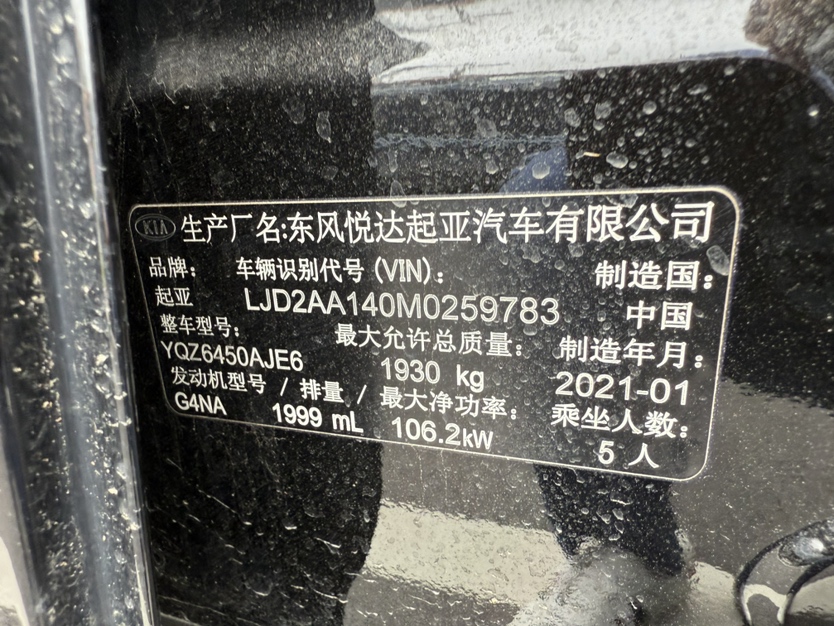 KIA 生产厂名:东风悦达起亚汽车有限公司
品牌: 车辆识别代号(VIN): 制造国:
起亚 LJD2AA140M0259783 中国
整车型号: 最大允许总质量: 制造年月:
YQZ6450AJE6 1930 kg 2021-01
发动机型号 / 排量 / 最大净功率: 乘坐人数:
G4NA 1999 mL 106.2kW 5 人